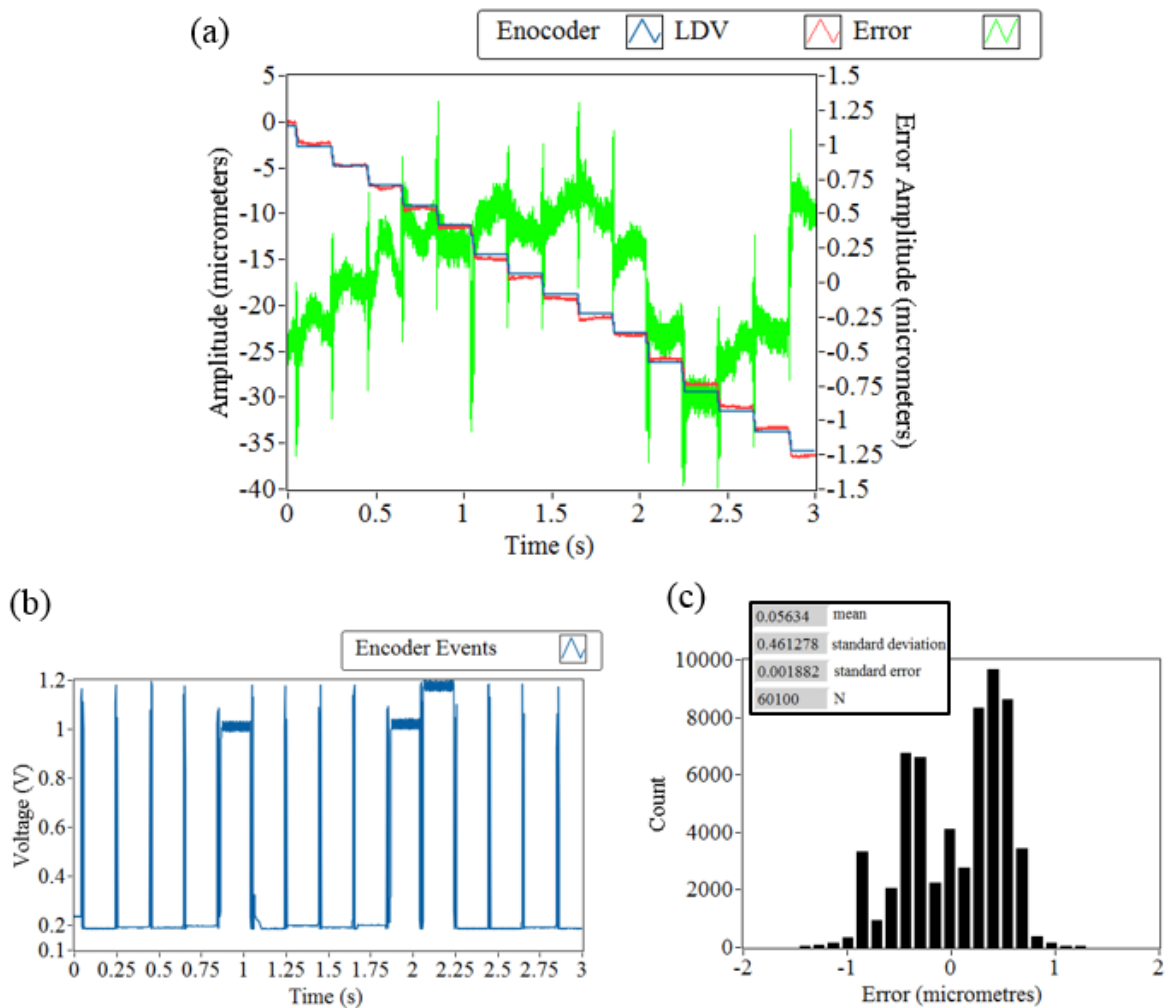 (a)
Enocoder LDV Error
5
0
-5
-10
-15
-20
-25
-30
-35
-40
Amplitude (micrometers)
1.5
1.25
1
0.75
0.5
0.25
0
-0.25
-0.5
-0.75
-1
-1.25
-1.5
Error Amplitude (micrometers)
0 0.5 1 1.5 2 2.5 3
Time (s)
(b)
Encoder Events
1.2
1
0.8
0.6
0.4
0.2
0.1
Voltage (V)
0 0.25 0.5 0.75 1 1.25 1.5 1.75 2 2.25 2.5 2.75 3
Time (s)
(c)
0.05634 mean
0.461278 standard deviation
0.001882 standard error
60100 N
10000
8000
6000
4000
2000
0
Count
-2 -1 0 1 2
Error (micrometres)